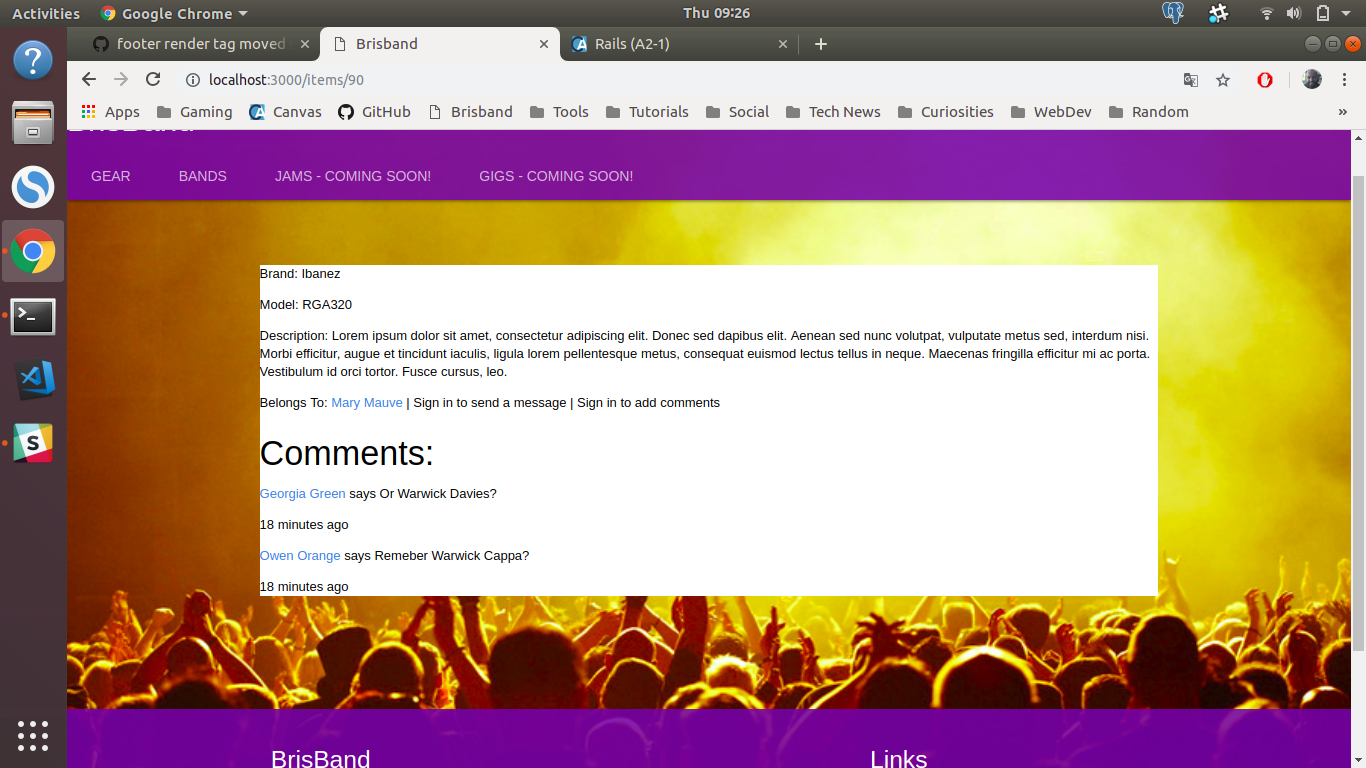 Activities Google Chrome Thu 09:26
footer render tag moved Brisband Rails (A2-1)
localhost:3000/items/90
Apps Gaming Canvas GitHub Brisband Tools Tutorials Social Tech News Curiosities WebDev Random »
GEAR BANDS JAMS - COMING SOON! GIGS - COMING SOON!
Brand: Ibanez
Model: RGA320
Description: Lorem ipsum dolor sit amet, consectetur adipiscing elit. Donec sed dapibus elit. Aenean sed nunc volutpat, vulputate metus sed, interdum nisi.
Morbi efficitur, augue et tincidunt iaculis, ligula lorem pellentesque metus, consequat euismod lectus tellus in neque. Maecenas fringilla efficitur mi ac porta.
Vestibulum id orci tortor. Fusce cursus, leo.
Belongs To: Mary Mauve | Sign in to send a message | Sign in to add comments
Comments:
Georgia Green says Or Warwick Davies?
18 minutes ago
Owen Orange says Remeber Warwick Cappa?
18 minutes ago
BrisBand Links